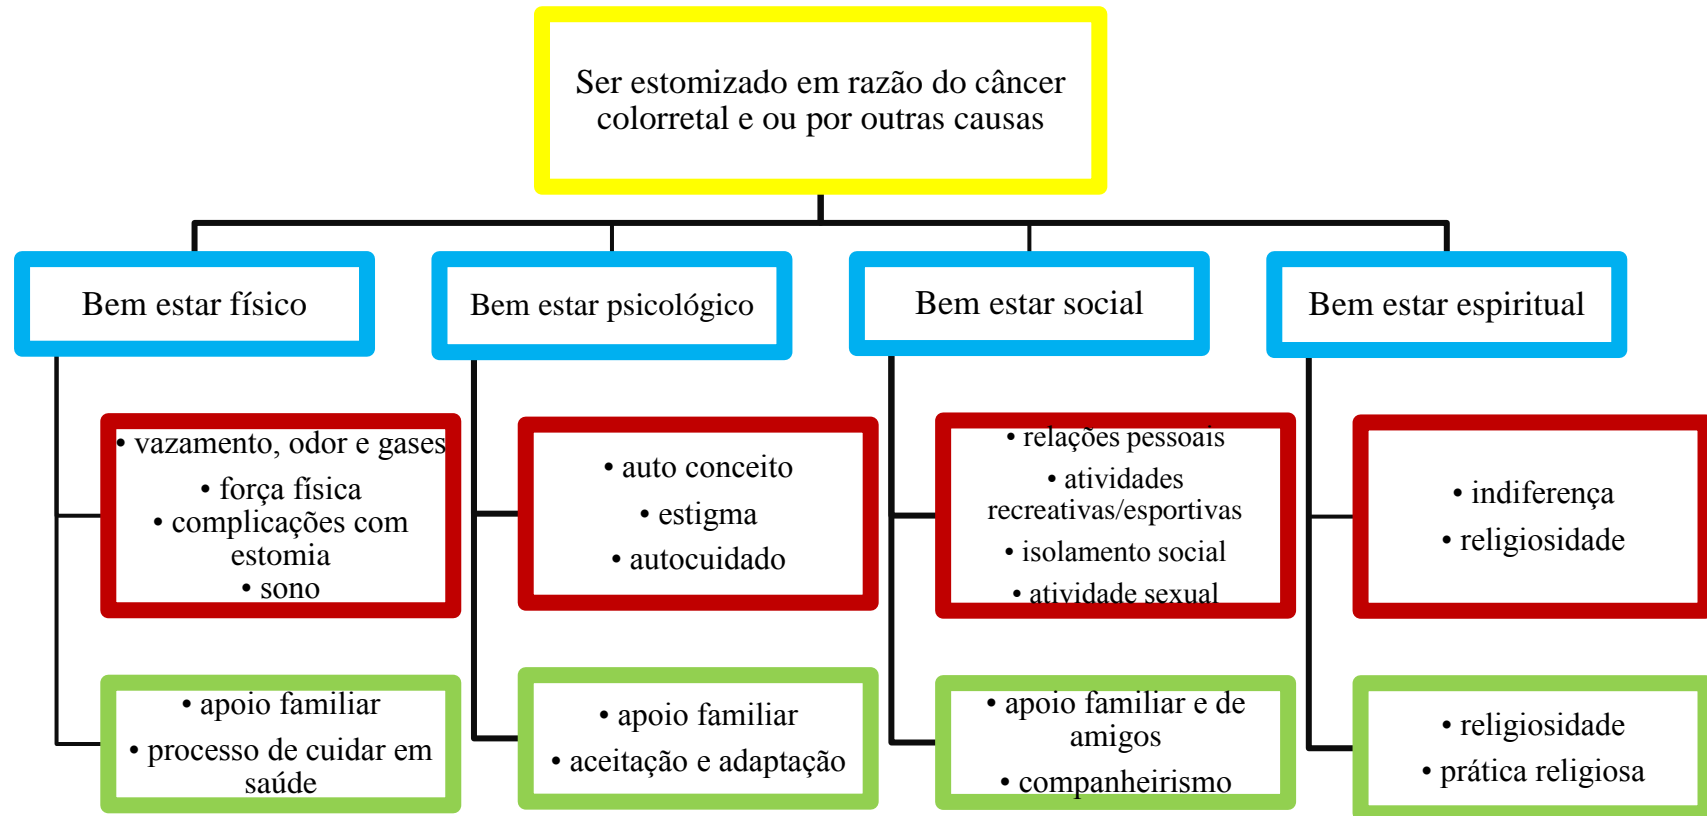 Ser estomizado em razão do câncer
colorretal e ou por outras causas
Bem estar físico
Bem estar psicológico
Bem estar social
Bem estar espiritual
• vazamento, odor e gases
• força física
• complicações com
estomia
• sono
• auto conceito
• estigma
• autocuidado
• relações pessoais
• atividades
recreativas/esportivas
• isolamento social
• atividade sexual
• indiferença
• religiosidade
• apoio familiar
• processo de cuidar em
saúde
• apoio familiar
• aceitação e adaptação
• apoio familiar e de
amigos
• companheirismo
• religiosidade
• prática religiosa